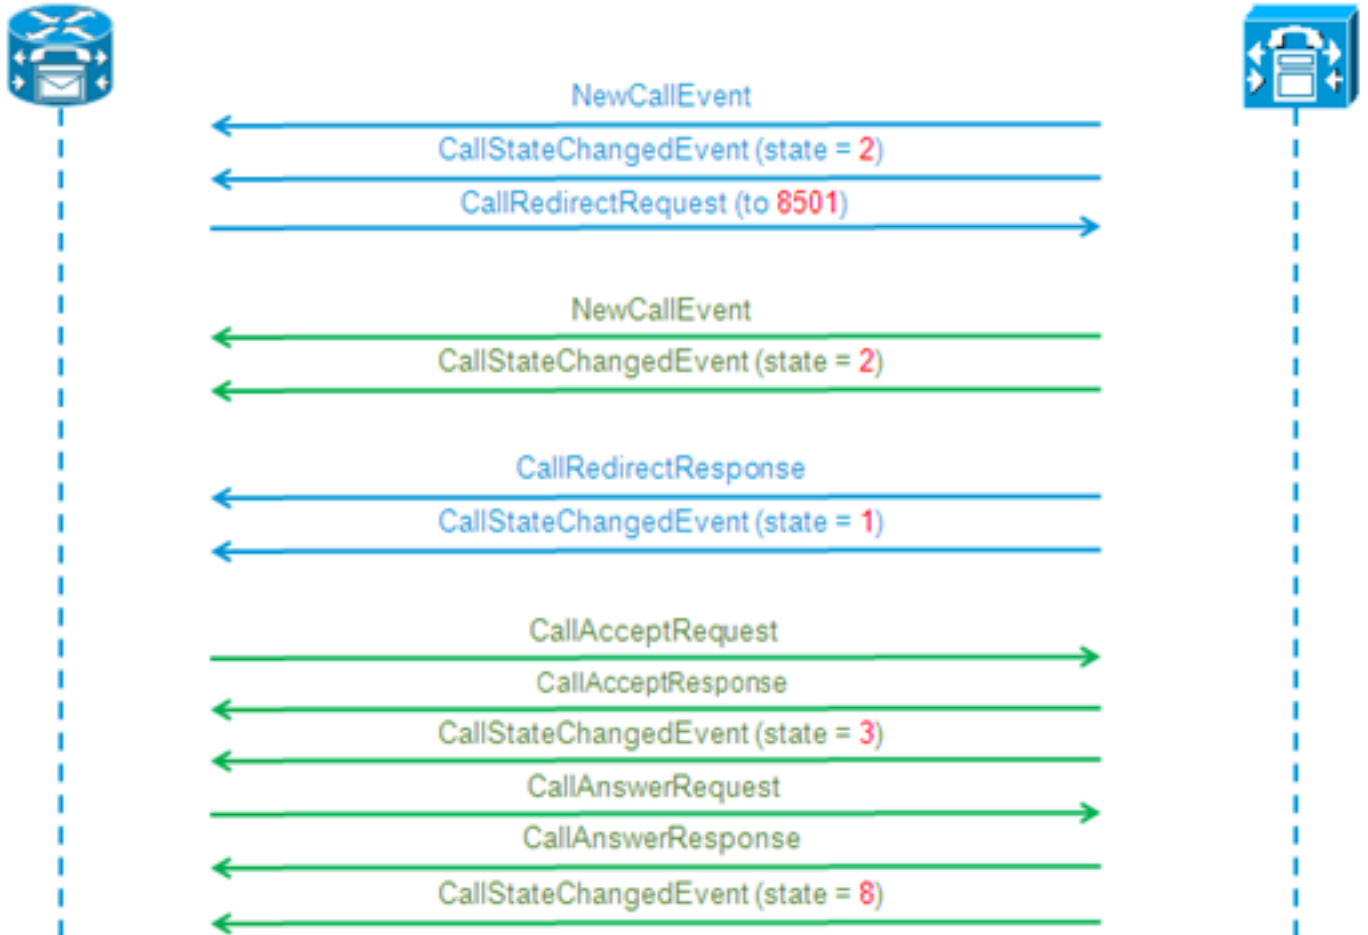 NewCallEvent
CallStateChangedEvent (state = 2)
CallRedirectRequest (to 8501)
NewCallEvent
CallStateChangedEvent (state = 2)
CallRedirectResponse
CallStateChangedEvent (state = 1)
CallAcceptRequest
CallAcceptResponse
CallStateChangedEvent (state = 3)
CallAnswerRequest
CallAnswerResponse
CallStateChangedEvent (state = 8)